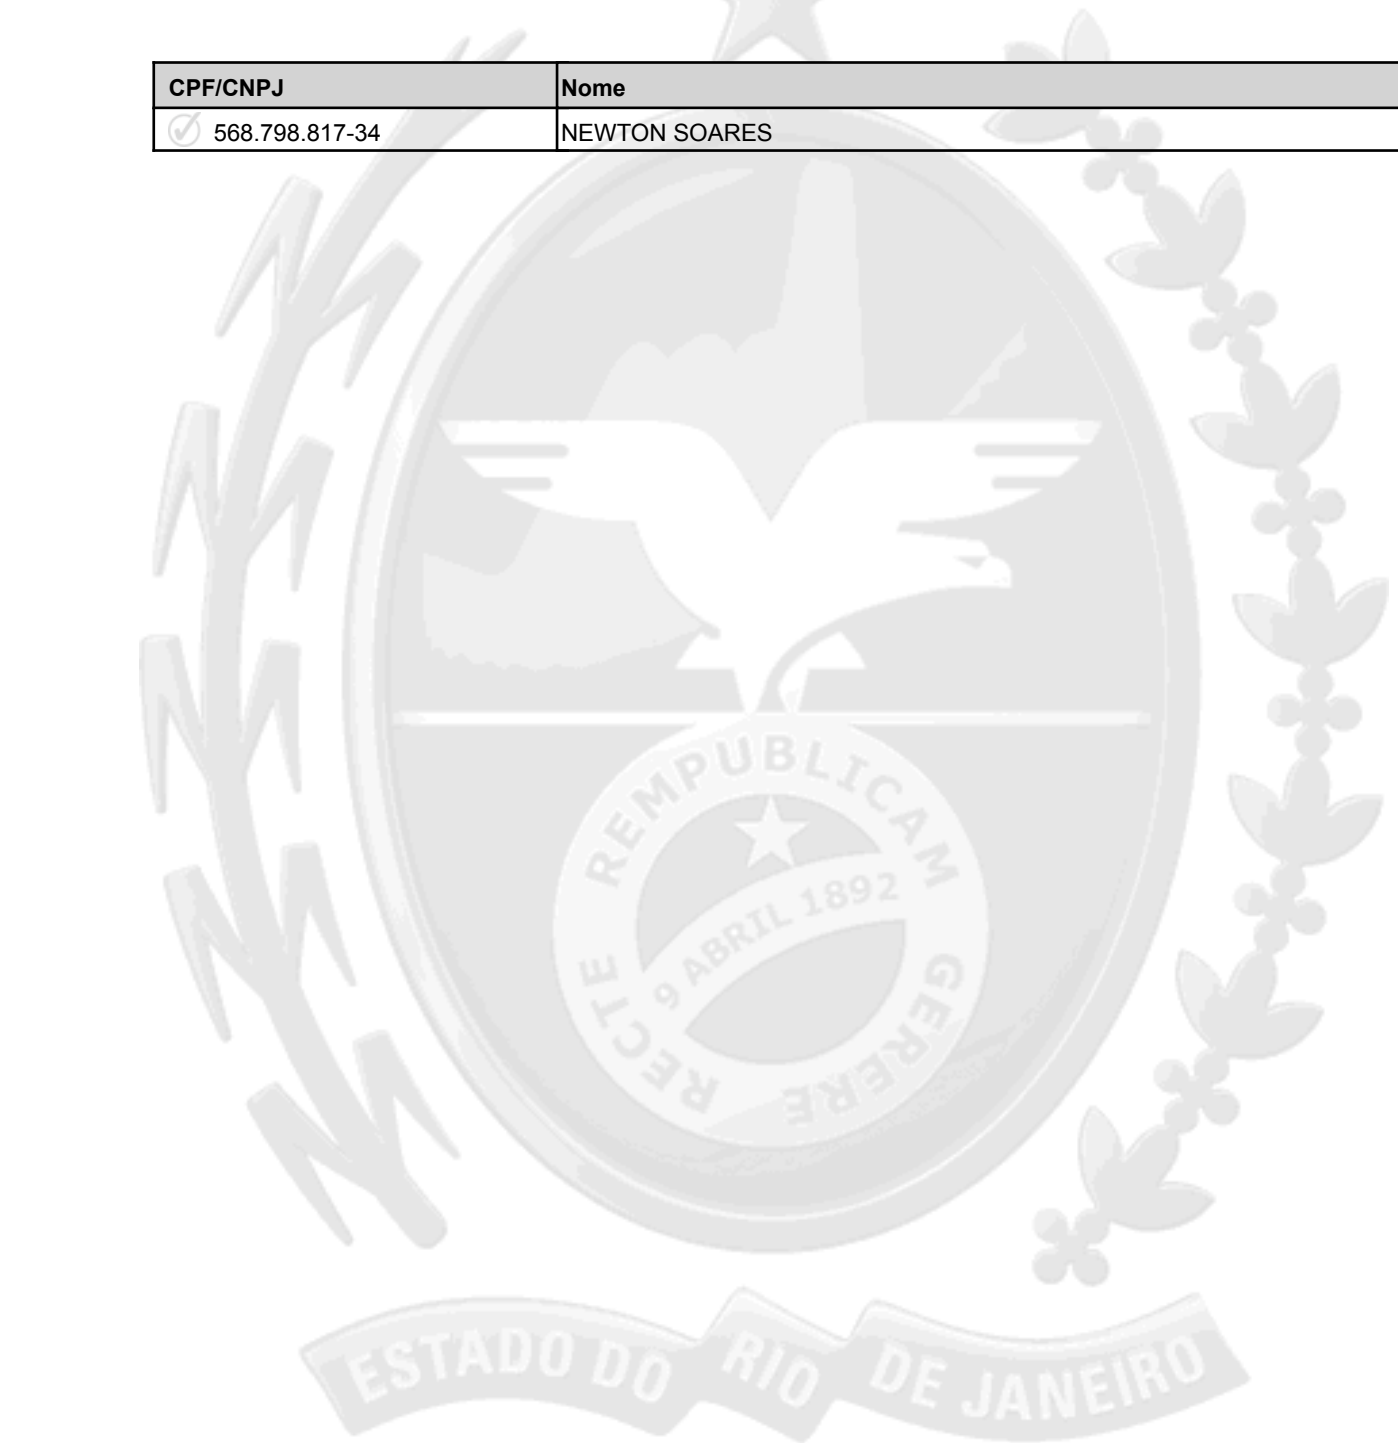 CPF/CNPJ Nome
568.798.817-34 NEWTON SOARES
REMPUBLICAM
9 ABRIL 1892
RECTE GERERE
ESTADO DO RIO DE JANEIRO